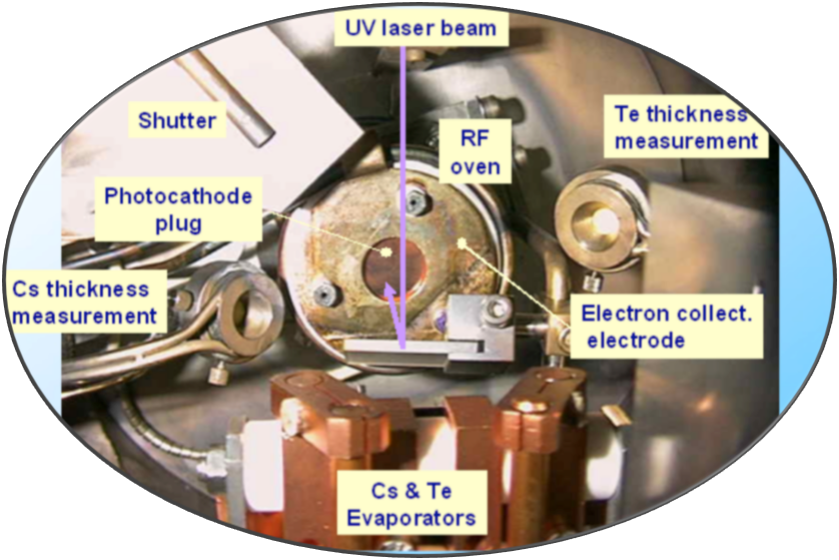 UV laser beam
Shutter
RF
oven
Te thickness
measurement
Photocathode
plug
Cs thickness
measurement
Electron collect.
electrode
Cs & Te
Evaporators